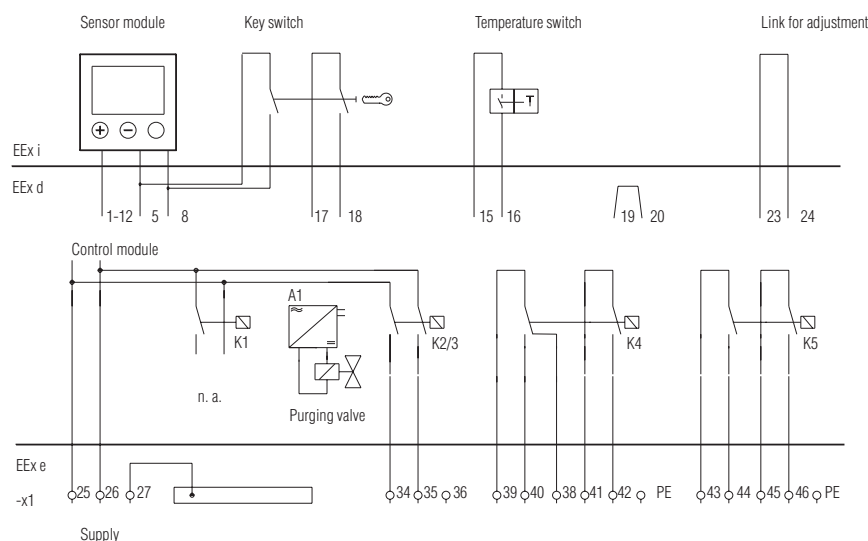 Sensor module Key switch Temperature switch Link for adjustment
EEx i
EEx d
1-12 5 8 17 18 15 16 19 20 23 24
Control module
A1
K1 K2/3 K4 K5
n. a.
Purging valve
EEx e
-x1 25 26 27 34 35 36 39 40 38 41 42 PE 43 44 45 46 PE
Supply